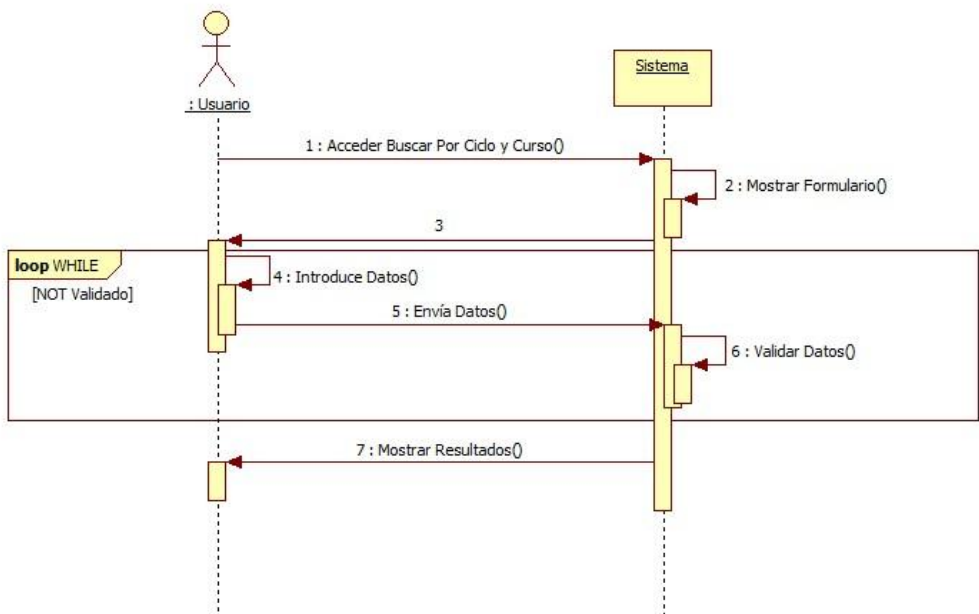 Sistema
: Usuario
1 : Acceder Buscar Por Ciclo y Curso()
2 : Mostrar Formulario()
3
loop WHILE
[NOT Validado]
4 : Introduce Datos()
5 : Envía Datos()
6 : Validar Datos()
7 : Mostrar Resultados()